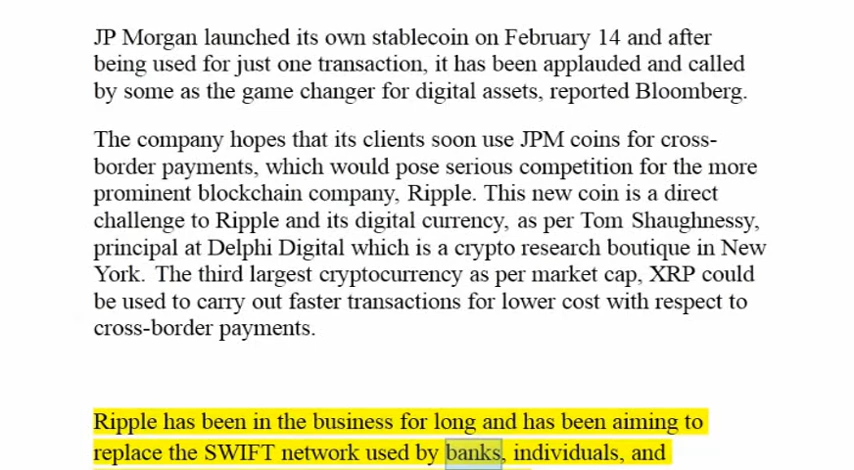 JP Morgan launched its own stablecoin on February 14 and after
being used for just one transaction, it has been applauded and called
by some as the game changer for digital assets, reported Bloomberg.
The company hopes that its clients soon use JPM coins for cross-
border payments, which would pose serious competition for the more
prominent blockchain company, Ripple. This new coin is a direct
challenge to Ripple and its digital currency, as per Tom Shaughnessy,
principal at Delphi Digital which is a crypto research boutique in New
York. The third largest cryptocurrency as per market cap, XRP could
be used to carry out faster transactions for lower cost with respect to
cross-border payments.
Ripple has been in the business for long and has been aiming to
replace the SWIFT network used by banks, individuals, and